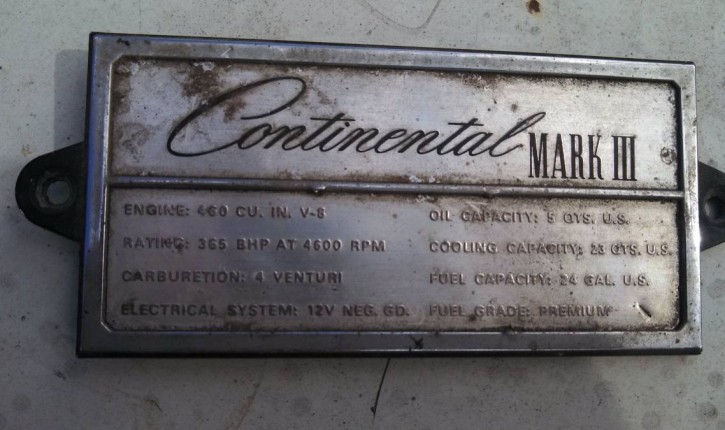 Continental MARK III
ENGINE: 460 CU. IN. V-8
RATING: 365 BHP AT 4600 RPM
CARBURETION: 4 VENTURI
ELECTRICAL SYSTEM: 12V NEG. GD.
OIL CAPACITY: 5 QTS. U.S.
COOLING CAPACITY: 23 QTS. U.S.
FUEL CAPACITY: 24 GAL. U.S.
FUEL GRADE: PREMIUM